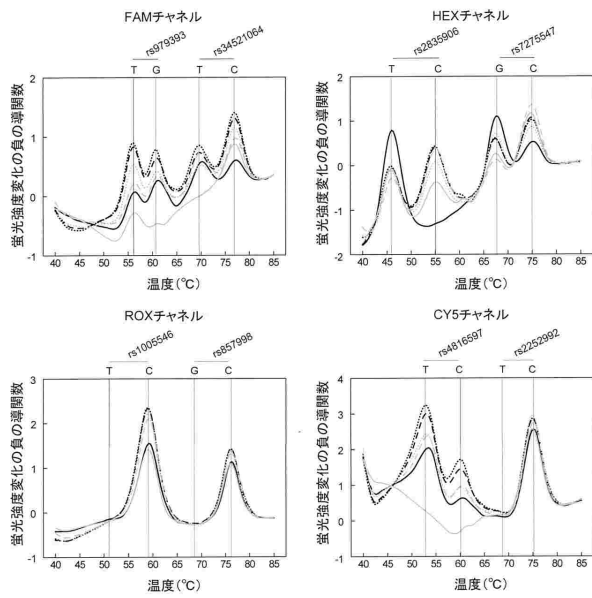 FAMチャネル
rs979393
rs34521064
T G T C
蛍光強度変化の負の導関数
2
1
0
-1
40 45 50 55 60 65 70 75 80 85
温度(℃)
HEXチャネル
rs2835906
rs7275547
T C G C
蛍光強度変化の負の導関数
2
1
0
-1
-2
40 45 50 55 60 65 70 75 80 85
温度(℃)
ROXチャネル
rs1005546
rs857998
T C G C
蛍光強度変化の負の導関数
3
2
1
0
-1
40 45 50 55 60 65 70 75 80 85
温度(℃)
CY5チャネル
rs4816597
rs2252992
T C T C
蛍光強度変化の負の導関数
4
3
2
1
0
-1
40 45 50 55 60 65 70 75 80 85
温度(℃)